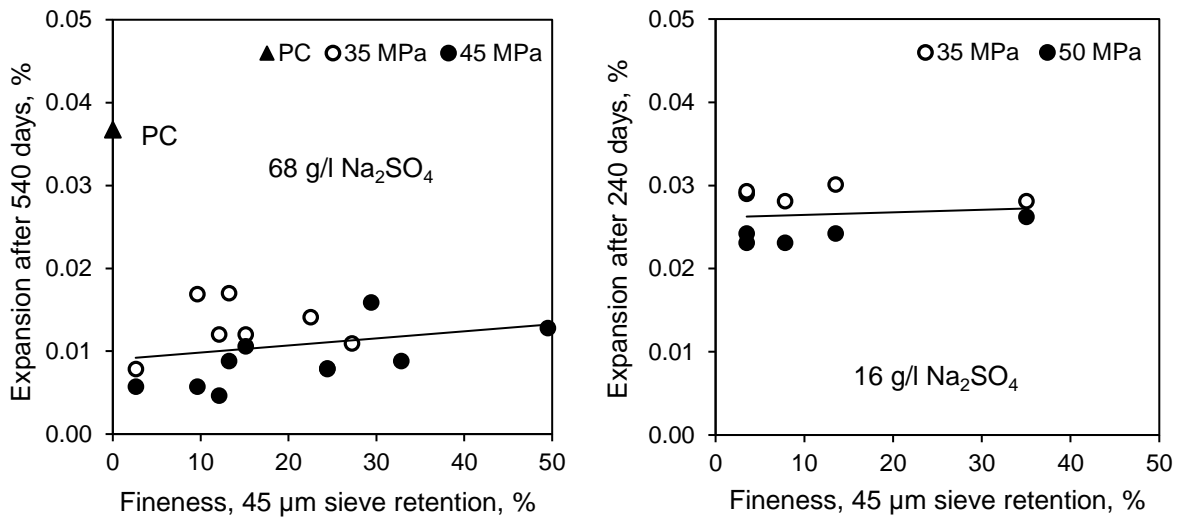 Expansion after 540 days, %
0.05
0.04
0.03
0.02
0.01
0.00
PC 35 MPa 45 MPa
PC
68 g/l Na₂SO₄
0 10 20 30 40 50
Fineness, 45 µm sieve retention, %
Expansion after 240 days, %
0.05
0.04
0.03
0.02
0.01
0.00
35 MPa 50 MPa
16 g/l Na₂SO₄
0 10 20 30 40 50
Fineness, 45 µm sieve retention, %